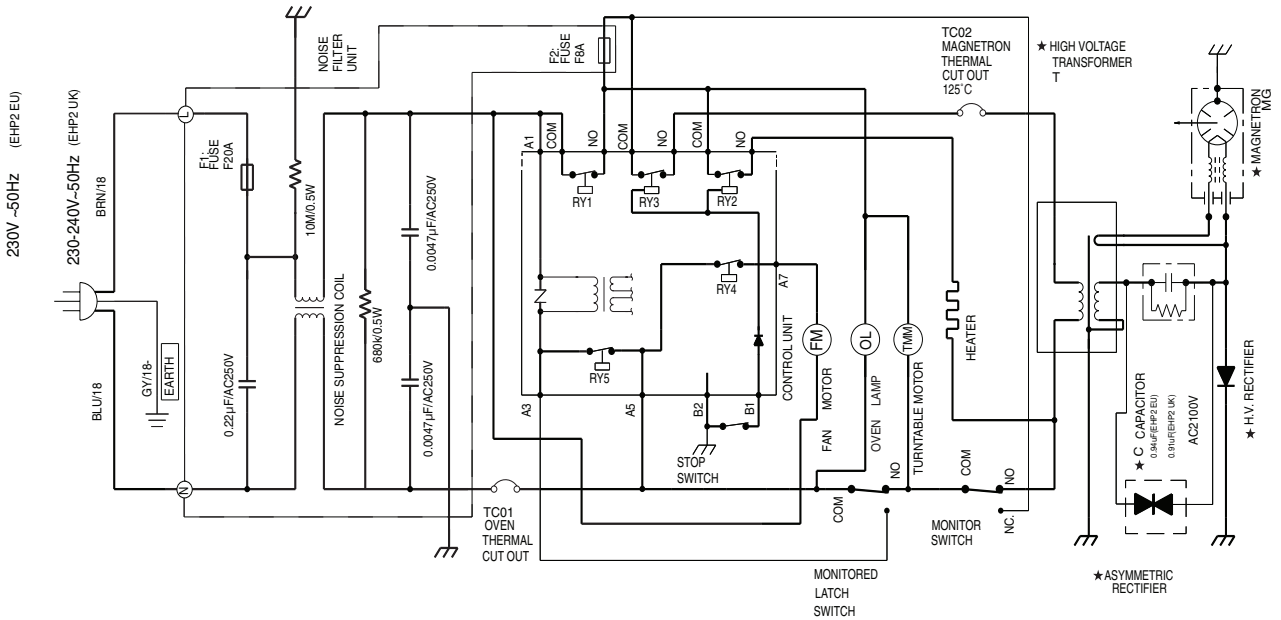 230V ~50Hz (EHP2 EU)
230-240V~50Hz (EHP2 UK)
BRN/18
BLU/18
GY/18-
EARTH
L
N
F1:
FUSE
F20A
0.22µF/AC250V
10M/0.5W
NOISE
FILTER
UNIT
NOISE SUPPRESSION COIL
680k/0.5W
0.0047µF/AC250V
0.0047µF/AC250V
TC01
OVEN
THERMAL
CUT OUT
F2:
FUSE
F8A
A1
COM
NO
COM
NO
COM
NO
RY1
RY3
RY2
RY4
A7
RY5
A3
A5
B2
B1
CONTROL UNIT
STOP
SWITCH
FM
FAN MOTOR
OL
OVEN LAMP
TMM
TURNTABLE MOTOR
HEATER
COM
NO
MONITORED
LATCH
SWITCH
COM
NO
NC.
MONITOR
SWITCH
TC02
MAGNETRON
THERMAL
CUT OUT
125˚C
★ HIGH VOLTAGE
TRANSFORMER
T
★ MAGNETRON
MG
★ C CAPACITOR
0.94uF(EHP2 EU)
0.91uF(EHP2 UK)
AC2100V
★ H.V. RECTIFIER
★ ASYMMETRIC
RECTIFIER